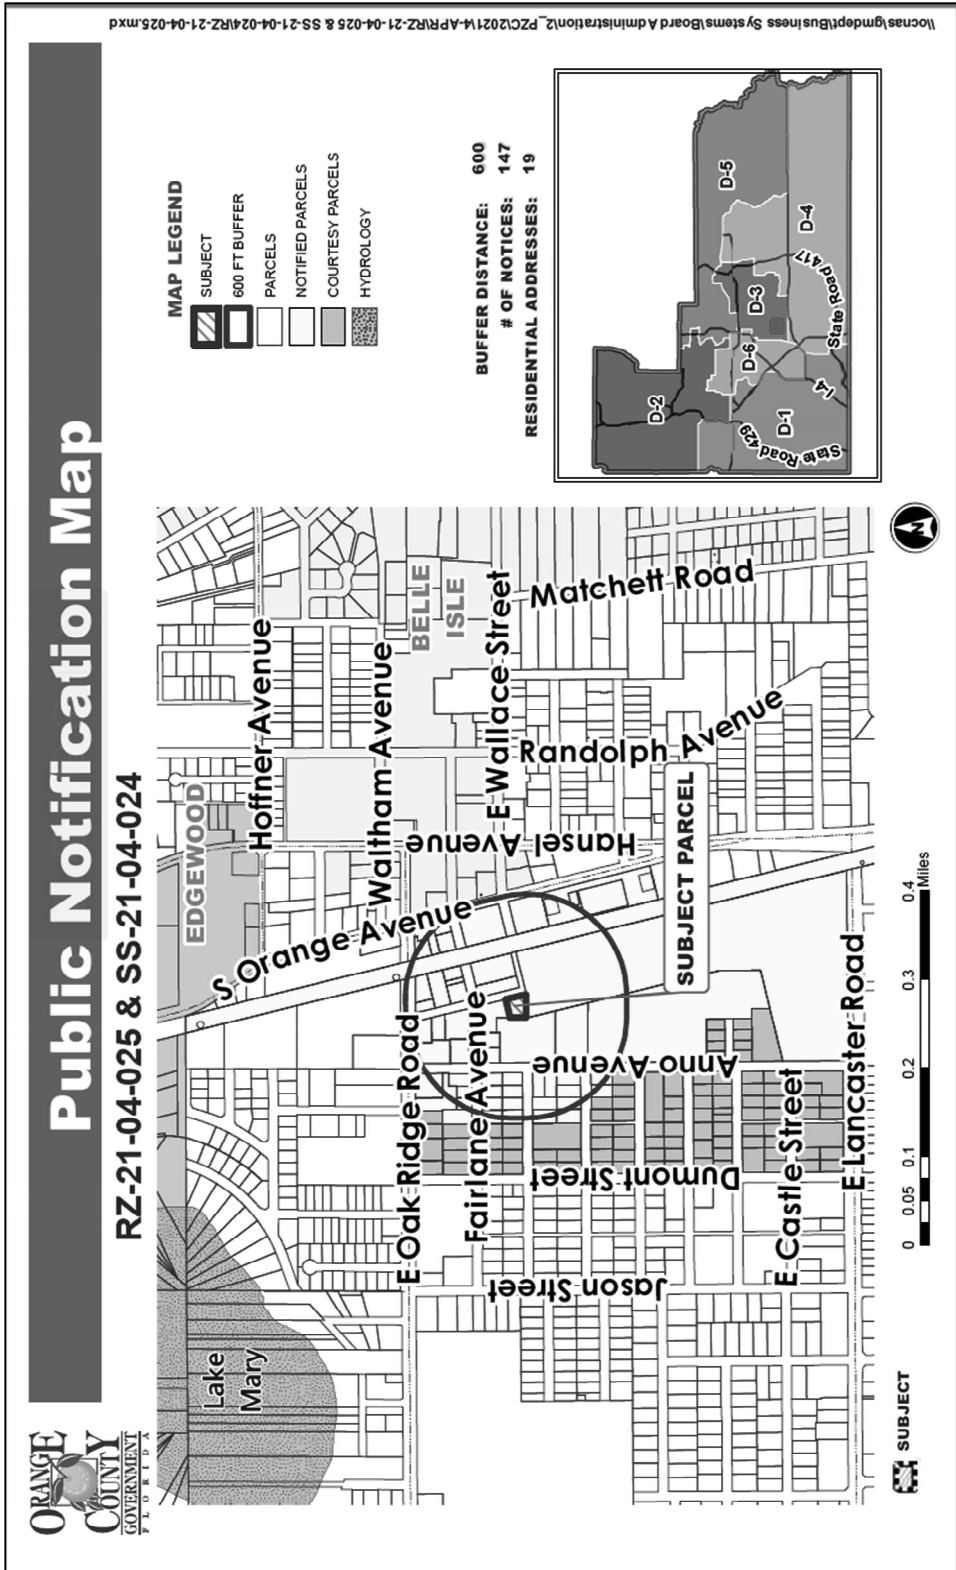 ORANGE
COUNTY
GOVERNMENT
FLORIDA
Public Notification Map
RZ-21-04-025 & SS-21-04-024
Lake
Mary
EDGEWOOD
Hoffner Avenue
S Orange Avenue
Waltham Avenue
BELLE
ISLE
E Oak Ridge Road
Fairlane Avenue
Hansel Avenue
E Wallace Street
Matchett Road
Randolph Avenue
Jason Street
Dumont Street
Anno Avenue
SUBJECT PARCEL
E Castle Street
E Lancaster Road
MAP LEGEND
SUBJECT
600 FT BUFFER
PARCELS
NOTIFIED PARCELS
COURTESY PARCELS
HYDROLOGY
BUFFER DISTANCE: 600
# OF NOTICES: 147
RESIDENTIAL ADDRESSES: 19
D-2
D-5
D-3
D-6
D-4
D-1
State Road 429
I-4
State Road 417
N
SUBJECT
0 0.05 0.1 0.2 0.3 0.4
Miles
\\ocnas\gmdept\Business Systems\Board Administration\2_PZC\2021\4-APR\RZ-21-04-025 & SS-21-04-024\RZ-21-04-025.mxd